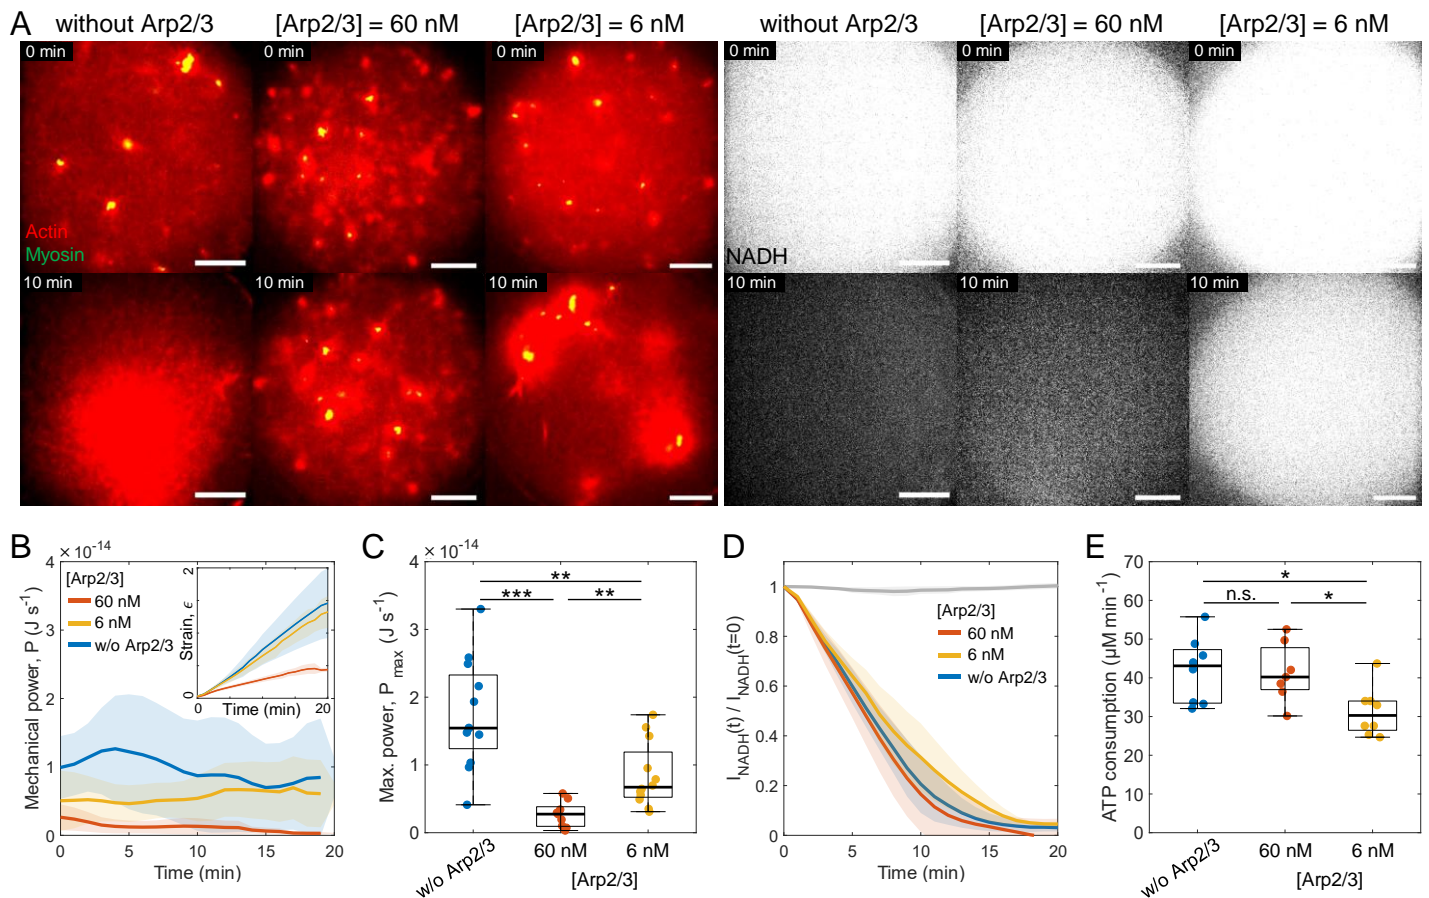 A
without Arp2/3
[Arp2/3] = 60 nM
[Arp2/3] = 6 nM
without Arp2/3
[Arp2/3] = 60 nM
[Arp2/3] = 6 nM
0 min
0 min
0 min
0 min
0 min
0 min
Actin
Myosin
NADH
10 min
10 min
10 min
10 min
10 min
10 min
B
× 10⁻¹⁴
Mechanical power, P (J s⁻¹)
4
3
2
1
0
[Arp2/3]
60 nM
6 nM
w/o Arp2/3
Strain, ϵ
2
0
0
20
Time (min)
0
5
10
15
20
Time (min)
C
× 10⁻¹⁴
Max. power, Pmax (J s⁻¹)
4
3
2
1
0
**
***
**
w/o Arp2/3
60 nM
6 nM
[Arp2/3]
D
INADH(t) / INADH(t=0)
1
0.8
0.6
0.4
0.2
0
[Arp2/3]
60 nM
6 nM
w/o Arp2/3
0
5
10
15
20
Time (min)
E
ATP consumption (µM min⁻¹)
70
60
50
40
30
20
10
0
*
n.s.
*
w/o Arp2/3
60 nM
6 nM
[Arp2/3]